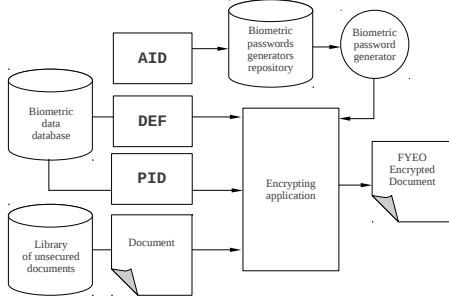 AID
Biometric
passwords
generators
repository
Biometric
password
generator
Biometric
data
database
DEF
PID
Encrypting
application
FYEO
Encrypted
Document
Library
of unsecured
documents
Document